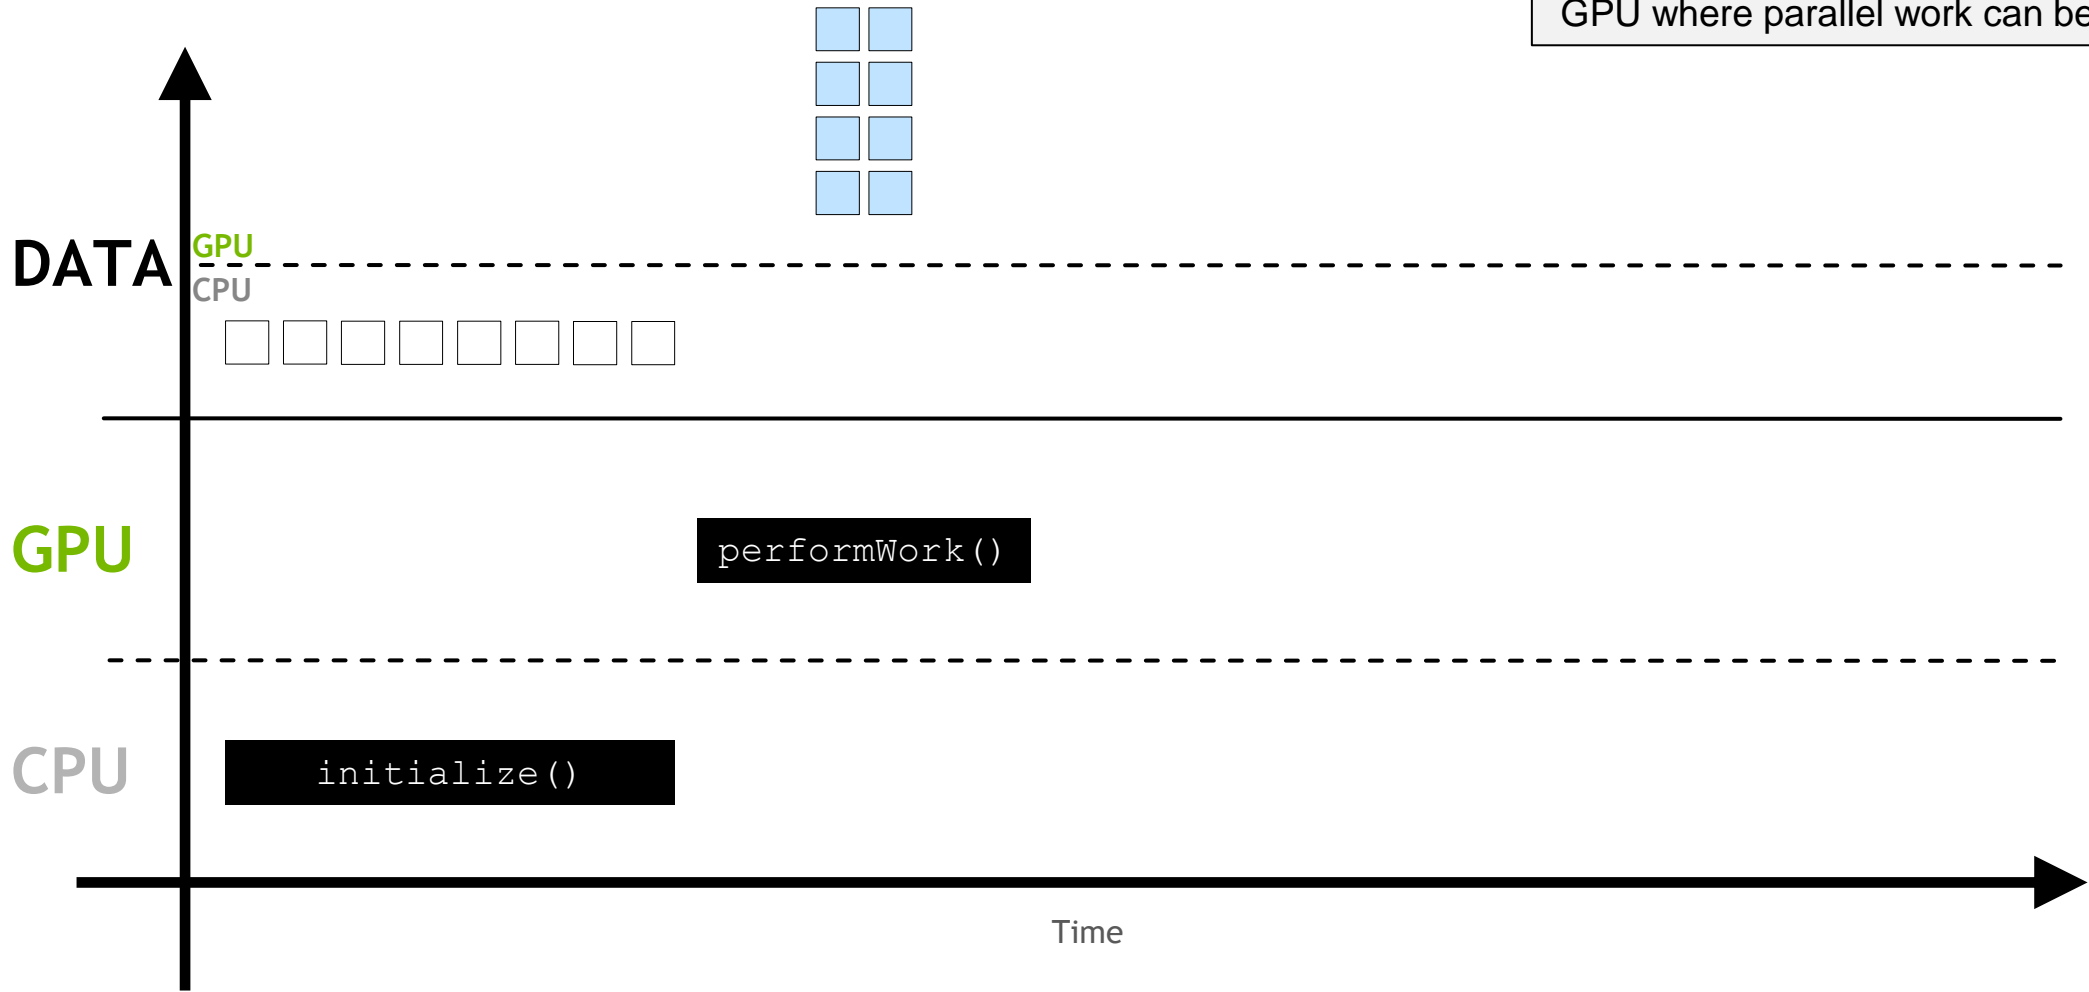 GPU where parallel work can be
DATA
GPU
CPU
GPU
performWork()
CPU
initialize()
Time